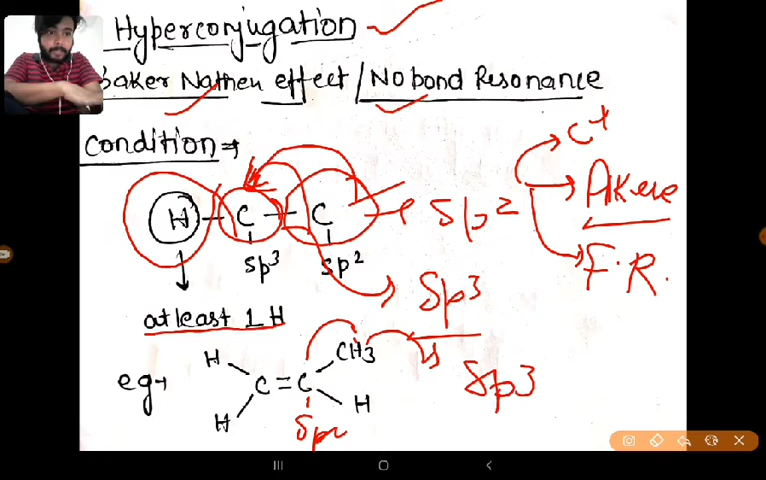 Hyperconjugation
Baker Nathen effect / No bond Resonance
condition ⇒
C+
H - C - C sp2 Alkene
sp3 sp2
F.R.
sp3
atleast 1 H
H CH3
eg→ C = C sp3
H H
sp2